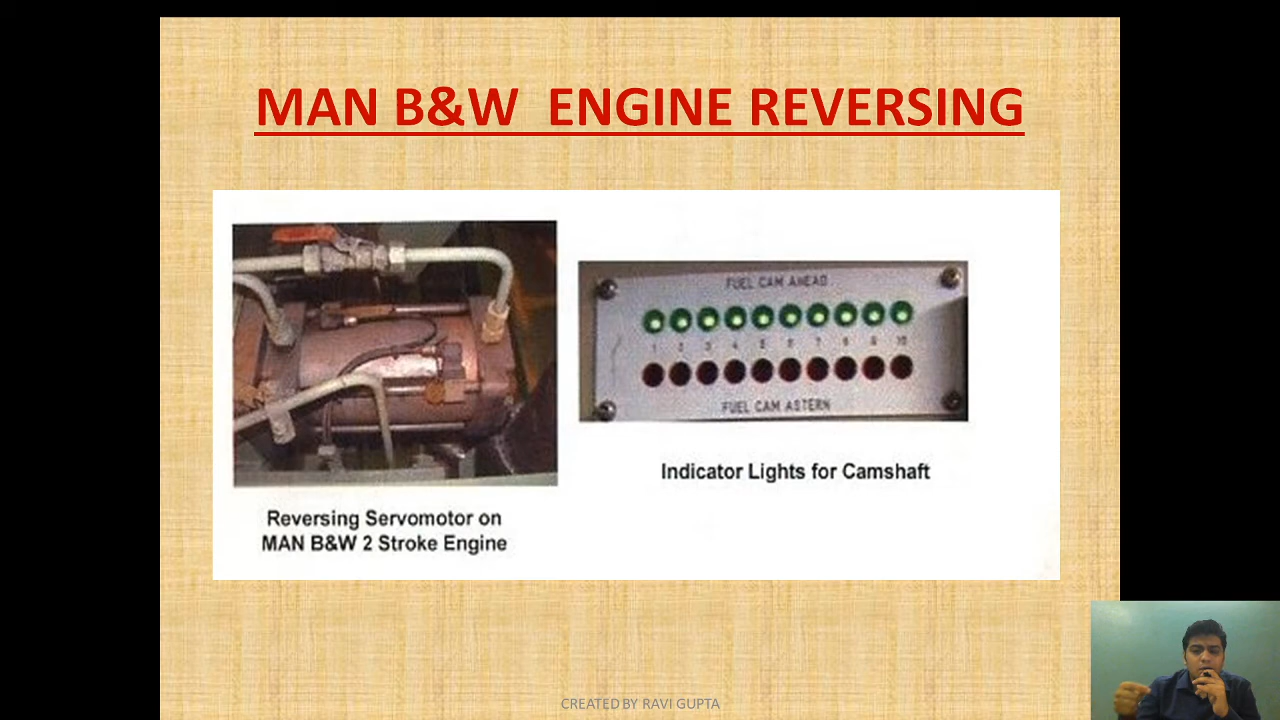 MAN B&W ENGINE REVERSING
FUEL CAM AHEAD
1 2 3 4 5 6 7 8 9 10
FUEL CAM ASTERN
Indicator Lights for Camshaft
Reversing Servomotor on
MAN B&W 2 Stroke Engine
CREATED BY RAVI GUPTA